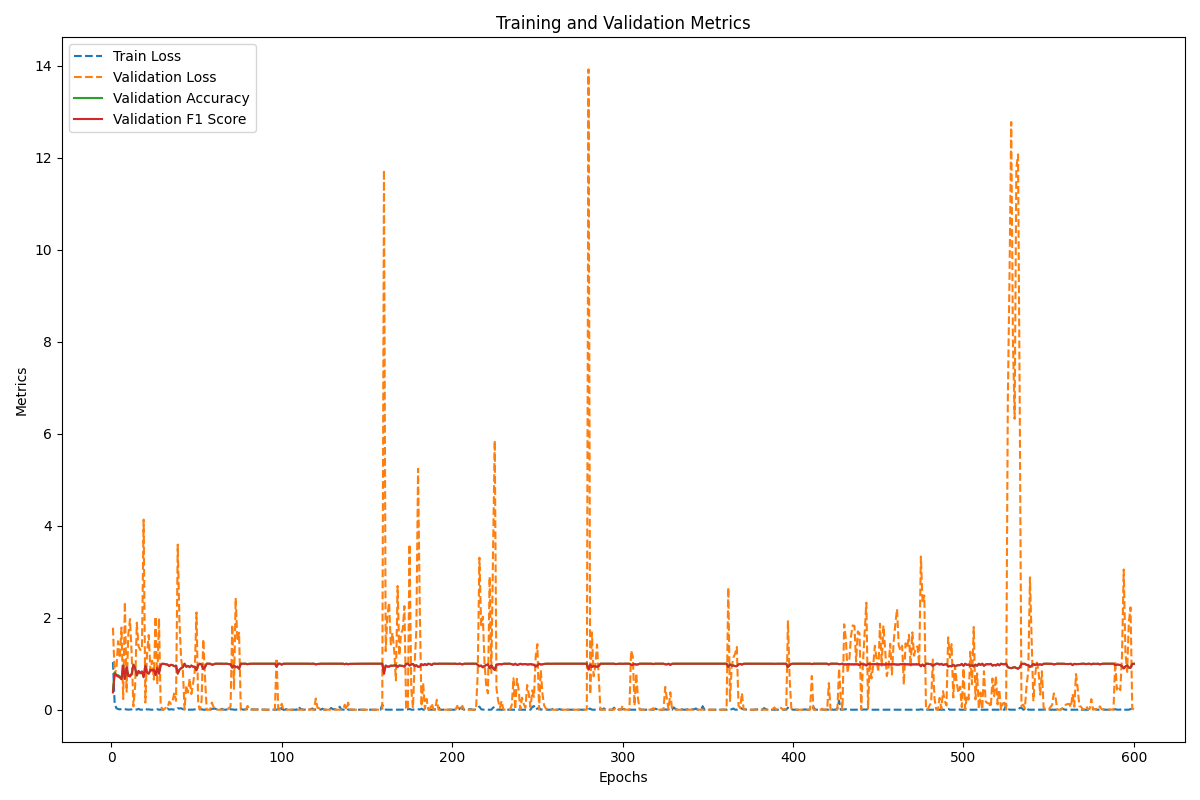 Training and Validation Metrics
Train Loss
Validation Loss
Validation Accuracy
Validation F1 Score
14
12
10
8
6
4
2
0
Metrics
0 100 200 300 400 500 600
Epochs